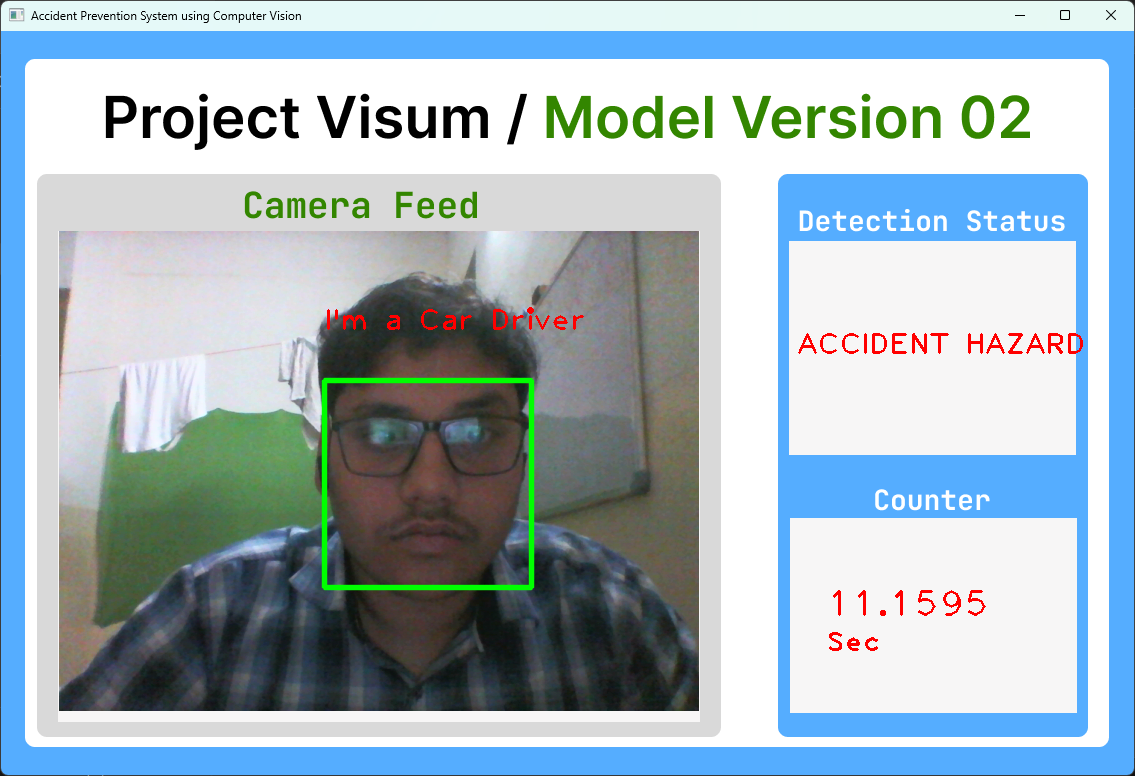 Accident Prevention System using Computer Vision
Project Visum / Model Version 02
Camera Feed
I'm a Car Driver
Detection Status
ACCIDENT HAZARD
Counter
11.1595
Sec